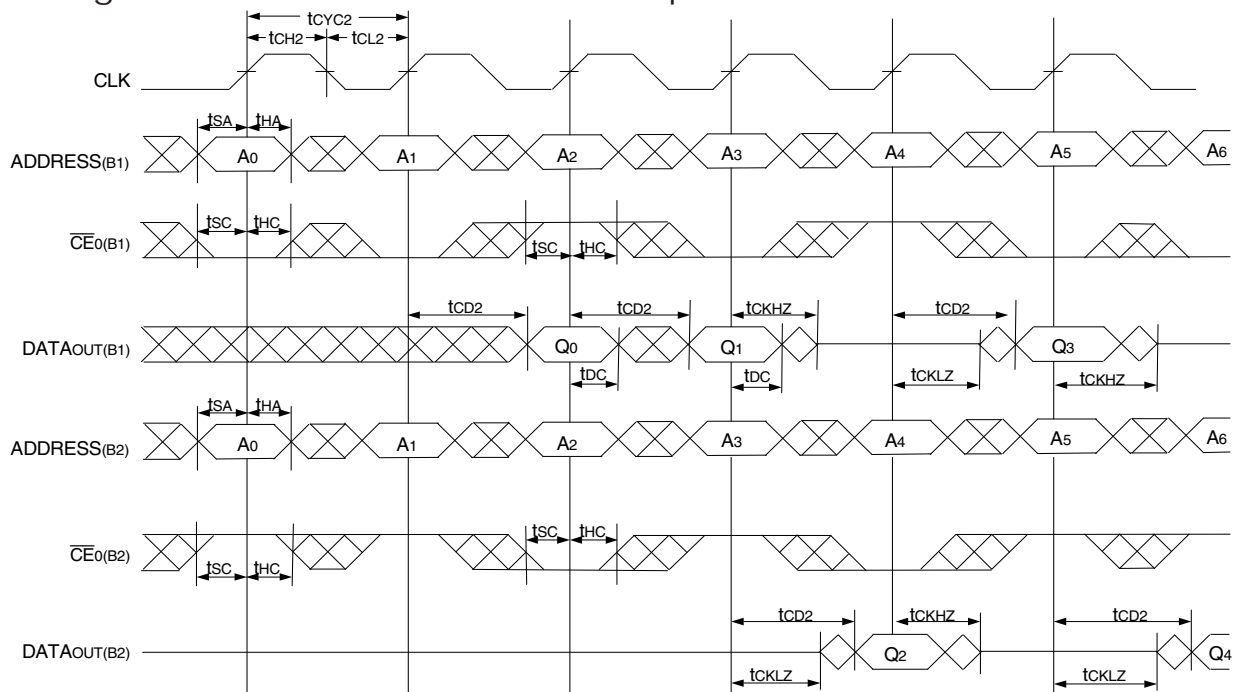 tCYC2
tCH2 tCL2
CLK
tSA tHA
ADDRESS(B1) A0 A1 A2 A3 A4 A5 A6
tSC tHC tSC tHC
CE0(B1)
tCD2 tCD2 tCKHZ tCD2
DATAOUT(B1) Q0 Q1 Q3
tDC tDC tCKLZ tCKHZ
tSA tHA
ADDRESS(B2) A0 A1 A2 A3 A4 A5 A6
tSC tHC
CE0(B2)
tSC tHC
tCD2 tCKHZ tCD2
DATAOUT(B2) Q2 Q4
tCKLZ tCKLZ